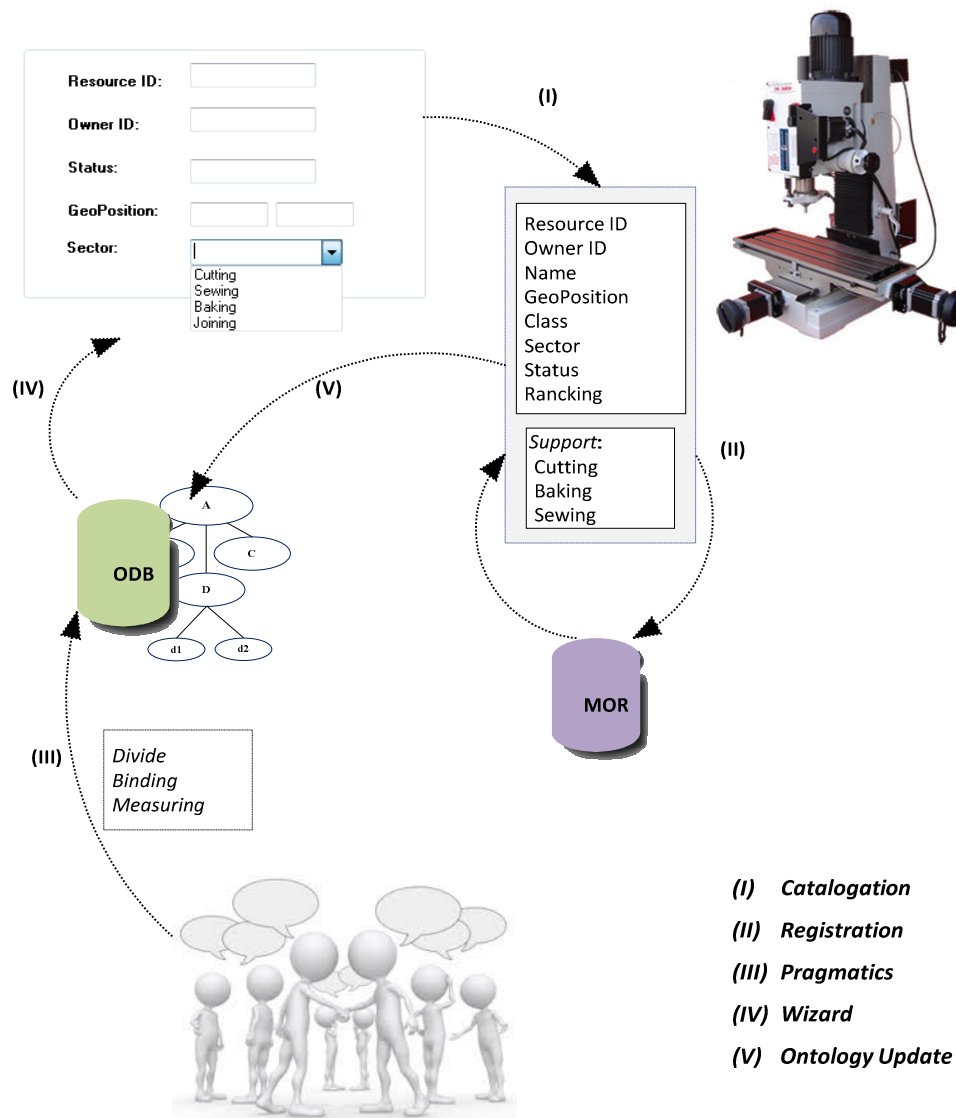 Resource ID:
Owner ID:
Status:
GeoPosition:
Sector:
Cutting
Sewing
Baking
Joining
(I)
Resource ID
Owner ID
Name
GeoPosition
Class
Sector
Status
Rancking
Support:
Cutting
Baking
Sewing
(II)
(IV)
(V)
A
C
D
d1
d2
ODB
MOR
(III)
Divide
Binding
Measuring
(I) Catalogation
(II) Registration
(III) Pragmatics
(IV) Wizard
(V) Ontology Update